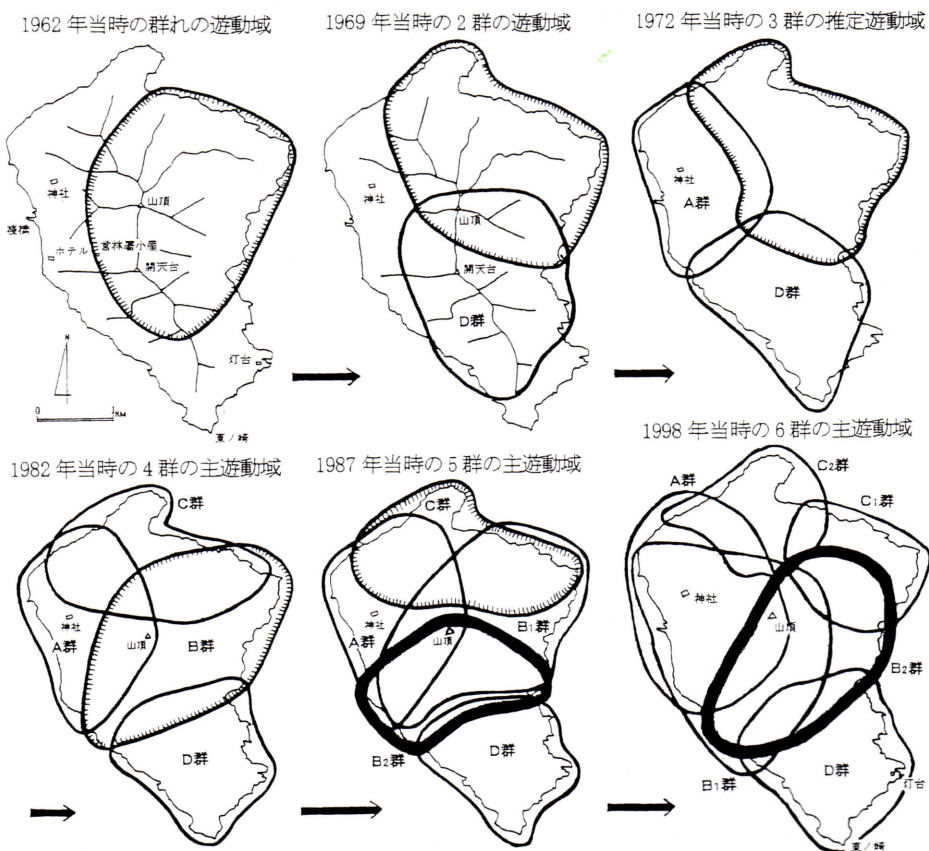 1962 年当時の群れの遊動域
1969 年当時の 2 群の遊動域
1972 年当時の 3 群の推定遊動域
神社
山頂
桟橋
ホテル
営林署小屋
開天台
灯台
N
0 1KM
東ノ崎
神社
山頂
開天台
D群
神社
A群
D群
1982 年当時の 4 群の主遊動域
1987 年当時の 5 群の主遊動域
1998 年当時の 6 群の主遊動域
C群
神社
A群
山頂
B群
D群
C群
神社
A群
山頂
B1群
B2群
D群
A群
C2群
C1群
神社
山頂
B2群
B1群
D群
灯台
東ノ崎